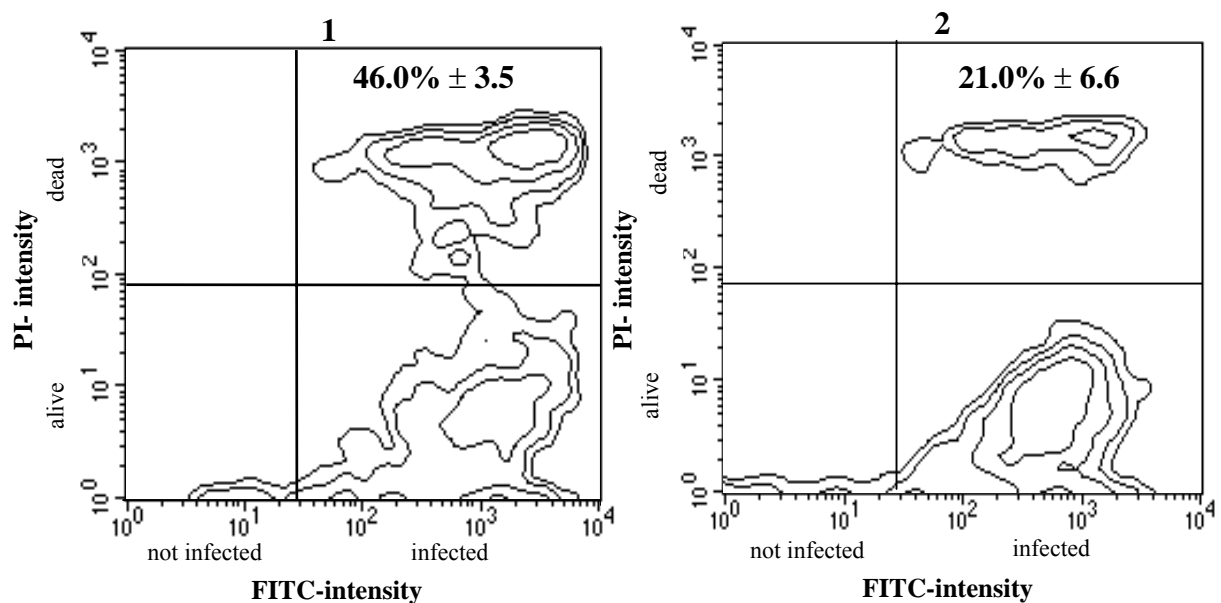 1
46.0% ± 3.5
10^4
10^3
10^2
10^1
10^0
dead
alive
PI- intensity
10^0 10^1 10^2 10^3 10^4
not infected infected
FITC-intensity
2
21.0% ± 6.6
10^4
10^3
10^2
10^1
10^0
dead
alive
PI- intensity
10^0 10^1 10^2 10^3 10^4
not infected infected
FITC-intensity